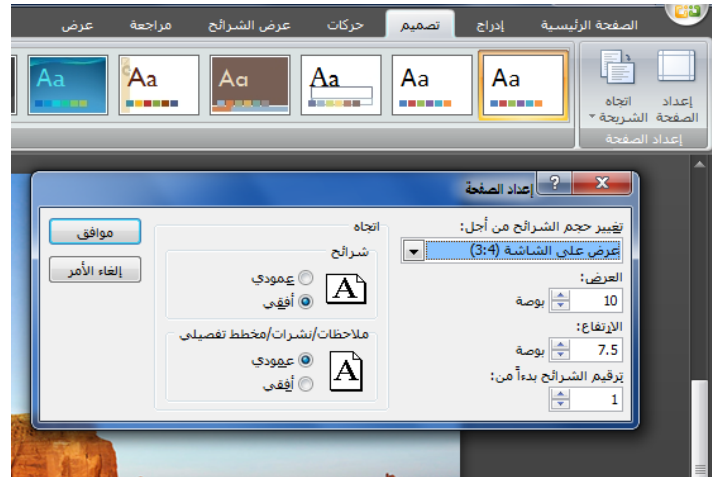 الصفحة الرئيسية إدراج تصميم حركات عرض الشرائح مراجعة عرض
إعداد الصفحة
اتجاه الشريحة
Aa Aa Aa Aa Aa Aa
إعداد الصفحة
إعداد الصفحة
تغيير حجم الشرائح من أجل:
عرض على الشاشة (3:4)
العرض:
10 بوصة
الارتفاع:
7.5 بوصة
ترقيم الشرائح بدءاً من:
1
اتجاه
شرائح
عمودي
A أفقي
ملاحظات/نشرات/مخطط تفصيلي
عمودي
A أفقي
موافق
إلغاء الأمر